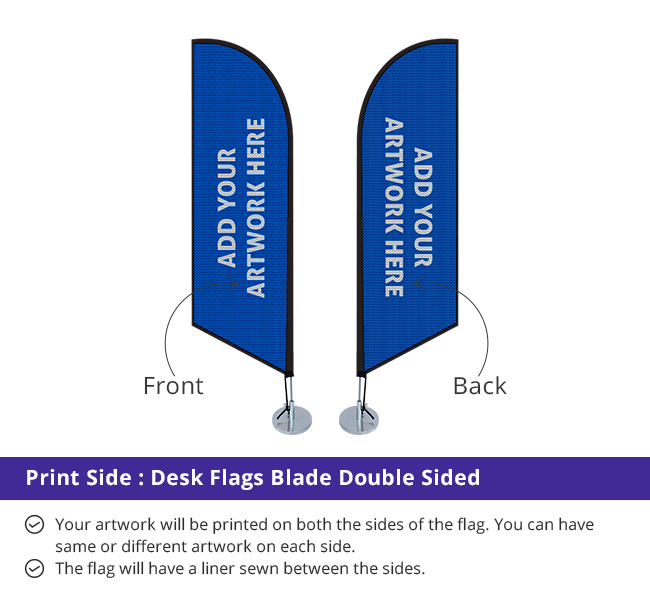 ADD YOUR
ARTWORK HERE
ADD YOUR
ARTWORK HERE
Front
Back
Print Side : Desk Flags Blade Double Sided
Your artwork will be printed on both the sides of the flag. You can have
same or different artwork on each side.
The flag will have a liner sewn between the sides.